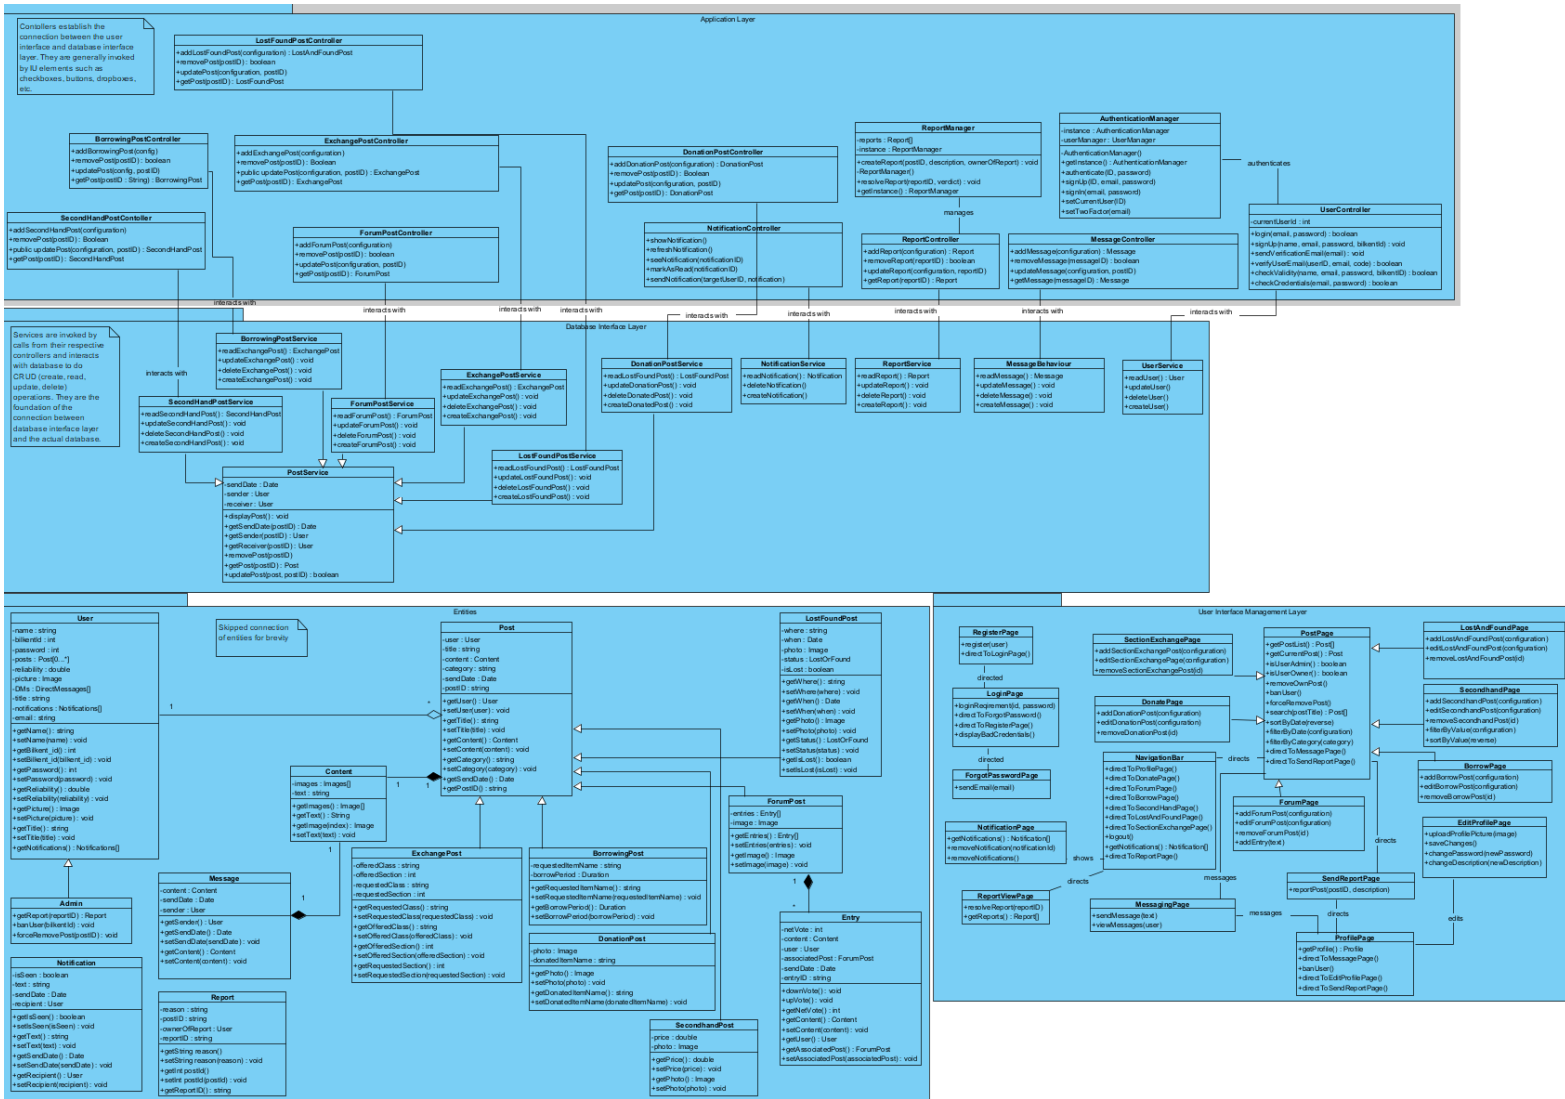 Application Layer
Contollers establish the
connection between the user
interface and database interface
layer. They are generally invoked
by IU elements such as
checkboxes, butions, dropboxes,
etc.
LostFoundPostController
+addLostFoundPost(configuration) : LostAndFoundPost
+removePost(postID) : boolean
+updatePost(configuration, postID)
+getPost(postID) : LostFoundPost
BorrowingPostController
+addBorrowingPost(config)
+removePost(postID) : boolean
+updatePost(config, postID)
+getPost(postID : String) : BorrowingPost
ExchangePostController
+addExchangePost(configuration)
+removePost(postID) : Boolean
+public updatePost(configuration, postID) : ExchangePost
+getPost(postID) : ExchangePost
DonationPostController
+addDonationPost(configuration) : DonationPost
+removePost(postID) : Boolean
+updatePost(configuration, postID)
+getPost(postID) : DonationPost
ReportManager
-reports : Report[]
-instance : ReportManager
+createReport(postID, description, ownerOfReport) : void
-ReportManager()
+resolveReport(reportID, verdict) : void
+getInstance() : ReportManager
manages
AuthenticationManager
-instance : AuthenticationManager
-userManager : UserManager
-AuthenticationManager()
+getInstance() : AuthenticationManager
+authenticate(ID, password)
+signUp(ID, email, password)
+signIn(email, password)
+setCurrentUser(ID)
+setTwoFactor(email)
authenticates
SecondHandPostContoller
+addSecondHandPost(configuration)
+removePost(postID) : Boolean
+public updatePost(configuration, postID) : SecondHandPost
+getPost(postID) : SecondHandPost
ForumPostController
+addForumPost(configuration)
+removePost(postID) : boolean
+updatePost(configuration, postID)
+getPost(postID) : ForumPost
NotificationController
+showNotification()
+refreshNotification()
+seeNotification(notificationID)
+markAsRead(notificationID)
+sendNotification(targetUserID, notification)
ReportController
+addReport(configuration) : Report
+removeReport(reportID) : boolean
+updateReport(configuration, reportID)
+getReport(reportID) : Report
MessageController
+addMessage(configuration) : Message
+removeMessage(messageID) : boolean
+updateMessage(configuration, postID)
+getMessage(messageID) : Message
UserController
-currentUserId : int
+login(email, password) : boolean
+signUp(name, email, password, bilkentId) : void
+sendVerificationEmail(email) : void
+verifyUserEmail(userID, email, code) : boolean
+checkValidity(name, email, password, bilkentID) : boolean
+checkCredentials(email, password) : boolean
interacts with
interacts with
interacts with
interacts with
interacts with
interacts with
interacts with
interacts with
interacts with
interacts with
Database Interface Layer
Services are invoked by
calls from their respective
controllers and interacts
with database to do
CRUD (create, read,
update, delete)
operations. They are the
foundation of the
connection between
database interface layer
and the actual database.
BorrowingPostService
+readExchangePost() : ExchangePost
+updateExchangePost() : void
+deleteExchangePost() : void
+createExchangePost() : void
SecondHandPostService
+readSecondHandPost() : SecondHandPost
+updateSecondHandPost() : void
+deleteSecondHandPost() : void
+createSecondHandPost() : void
ForumPostService
+readForumPost() : ForumPost
+updateForumPost() : void
+deleteForumPost() : void
+createForumPost() : void
ExchangePostService
+readExchangePost() : ExchangePost
+updateExchangePost() : void
+deleteExchangePost() : void
+createExchangePost() : void
LostFoundPostService
+readLostFoundPost() : LostFoundPost
+updateLostFoundPost() : void
+deleteLostFoundPost() : void
+createLostFoundPost() : void
DonationPostService
+readLostFoundPost() : LostFoundPost
+updateDonationPost() : void
+deleteDonatedPost() : void
+createDonatedPost() : void
NotificationService
+readNotification() : Notification
+deleteNotification()
+createNotification()
ReportService
+readReport() : Report
+updateReport() : void
+deleteReport() : void
+createReport() : void
MessageBehaviour
+readMessage() : Message
+updateMessage() : void
+deleteMessage() : void
+createMessage() : void
UserService
+readUser() : User
+updateUser()
+deleteUser()
+createUser()
PostService
-sendDate : Date
-sender : User
-receiver : User
+displayPost() : void
+getSendDate(postID) : Date
+getSender(postID) : User
+getReceiver(postID) : User
+removePost(postID)
+getPost(postID) : Post
+updatePost(post, postID) : boolean
Entities
Skipped connection
of entities for brevity
User
-name : string
-bilkentId : int
-password : int
-posts : Post[0..*]
-reliability : double
-picture : Image
-DMs : DirectMessages[]
-title : string
-notifications : Notifications[]
-email : string
+getName() : string
+setName(name) : void
+getBilkent_id() : int
+setBilkent_id(bilkent_id) : void
+getPassword() : int
+setPassword(password) : void
+getReliability() : double
+setReliability(reliability) : void
+getPicture() : Image
+setPicture(picture) : void
+getTitle() : string
+setTitle(title) : void
+getNotifications() : Notifications[]
1
*
Admin
+getReport(reportID) : Report
+banUser(bilkentId) : void
+forceRemovePost(postID) : void
Notification
-isSeen : boolean
-text : string
-sendDate : Date
-recipient : User
+getIsSeen() : boolean
+setIsSeen(isSeen) : void
+getText() : string
+setText(text) : void
+getSendDate() : Date
+setSendDate(sendDate) : void
+getRecipient() : User
+setRecipient(recipient) : void
Message
-content : Content
-sendDate : Date
-sender : User
+getSender() : User
+getSendDate() : Date
+setSendDate(sendDate) : void
+getContent() : Content
+setContent(content) : void
Report
-reason : string
-postID : string
-ownerOfReport : User
-reportID : string
+getString reason()
+setString reason(reason) : void
+getInt postId()
+setInt postId(postId) : void
+getReportID() : string
Content
-images : Images[]
-text : string
+getImages() : Image[]
+getText() : String
+getImage(index) : Image
+setText(text) : void
1
1
1
1
Post
-user : User
-title : string
-content : Content
-category : string
-sendDate : Date
-postID : string
+getUser() : User
+setUser(user) : void
+getTitle() : string
+setTitle(title) : void
+getContent() : Content
+setContent(content) : void
+getCategory() : string
+setCategory(category) : void
+getSendDate() : Date
+getPostID() : string
ExchangePost
-offeredClass : string
-offeredSection : int
-requestedClass : string
-requestedSection : int
+getRequestedClass() : string
+setRequestedClass(requestedClass) : void
+getOfferedClass() : string
+setOfferedClass(offeredClass) : void
+getOfferedSection() : int
+setOfferedSection(offeredSection) : void
+getRequestedSection() : int
+setRequestedSection(requestedSection) : void
BorrowingPost
-requestedItemName : string
-borrowPeriod : Duration
+getRequestedItemName() : string
+setRequestedItemName(requestedItemName) : void
+getBorrowPeriod() : Duration
+setBorrowPeriod(borrowPeriod) : void
DonationPost
-photo : Image
-donatedItemName : string
+getPhoto() : Image
+setPhoto(photo) : void
+getDonatedItemName() : string
+setDonatedItemName(donatedItemName) : void
SecondhandPost
-price : double
-photo : Image
+getPrice() : double
+setPrice(price) : void
+getPhoto() : Image
+setPhoto(photo) : void
LostFoundPost
-where : string
-when : Date
-photo : Image
-status : LostOrFound
-isLost : boolean
+getWhere() : string
+setWhere(where) : void
+getWhen() : Date
+setWhen(when) : void
+getPhoto() : Image
+setPhoto(photo) : void
+getStatus() : LostOrFound
+setStatus(status) : void
+getIsLost() : boolean
+setIsLost (isLost) : void
ForumPost
-entries : Entry[]
-image : Image
+getEntries() : Entry[]
+setEntries(entries) : void
+getImage() : Image
+setImage(image) : void
1
*
Entry
-netVote : int
-content : Content
-user : User
-associatedPost : ForumPost
-sendDate : Date
-entryID : string
+downVote() : void
+upVote() : void
+getNetVote() : int
+getContent() : Content
+setContent(content) : void
+getUser() : User
+getAssociatedPost() : ForumPost
+setAssociatedPost(associatedPost) : void
User Interface Management Layer
RegisterPage
+register(user)
+directToLoginPage()
directed
LoginPage
+loginReqirement(id, password)
+directToForgotPassword()
+directToRegisterPage()
+displayBadCredentials()
directed
ForgotPasswordPage
+sendEmail(email)
NotificationPage
+getNotifications() : Notification[]
+removeNotification(notificationId)
+removeNotifications()
shows
ReportViewPage
+resolveReport(reportID)
+getReports() : Report[]
directs
SectionExchangePage
+addSectionExchangePost(configuration)
+editSectionExchangePage(configuration)
+removeSectionExchangePost(id)
DonatePage
+addDonationPost(configuration)
+editDonationPost(configuration)
+removeDonationPost(id)
NavigationBar
+directToProfilePage()
+directToDonatePage()
+directToForumPage()
+directToBorrowPage()
+directToSecondHandPage()
+directToLostAndFoundPage()
+directToSectionExchangePage()
+logout()
+getNotifications() : Notification[]
+directToReportPage()
directs
messages
MessagingPage
+sendMessage(text)
+viewMessages(user)
messages
PostPage
+getPostList() : Post[]
+getCurrentPost() : Post
+isUserAdmin() : boolean
+isUserOwner() : boolean
+removeOwnPost()
+banUser()
+forceRemovePost()
+search(postTitle) : Post[]
+sortByDate(reverse)
+filterByDate(configuration)
+filterByCategory(category)
+directToMessagePage()
+directToSendReportPage()
ForumPage
+addForumPost(configuration)
+editForumPost(configuration)
+removeForumPost(id)
+addEntry(text)
directs
SendReportPage
+reportPost(postID, description)
directs
ProfilePage
+getProfile() : Profile
+directToMessagePage()
+banUser()
+directToEditProfilePage()
+directToSendReportPage()
LostAndFoundPage
+addLostAndFoundPost(configuration)
+editLostAndFoundPost(configuration)
+removeLostAndFoundPost(id)
SecondhandPage
+addSecondhandPost(configuration)
+editSecondhandPost(configuration)
+removeSecondhandPost(id)
+filterByValue(configuration)
+sortByValue(reverse)
BorrowPage
+addBorrowPost(configuration)
+editBorrowPost(configuration)
+removeBorrowPost(id)
EditProfilePage
+uploadProfilePicture(image)
+saveChanges()
+changePassword(newPassword)
+changeDescription(newDescription)
edits